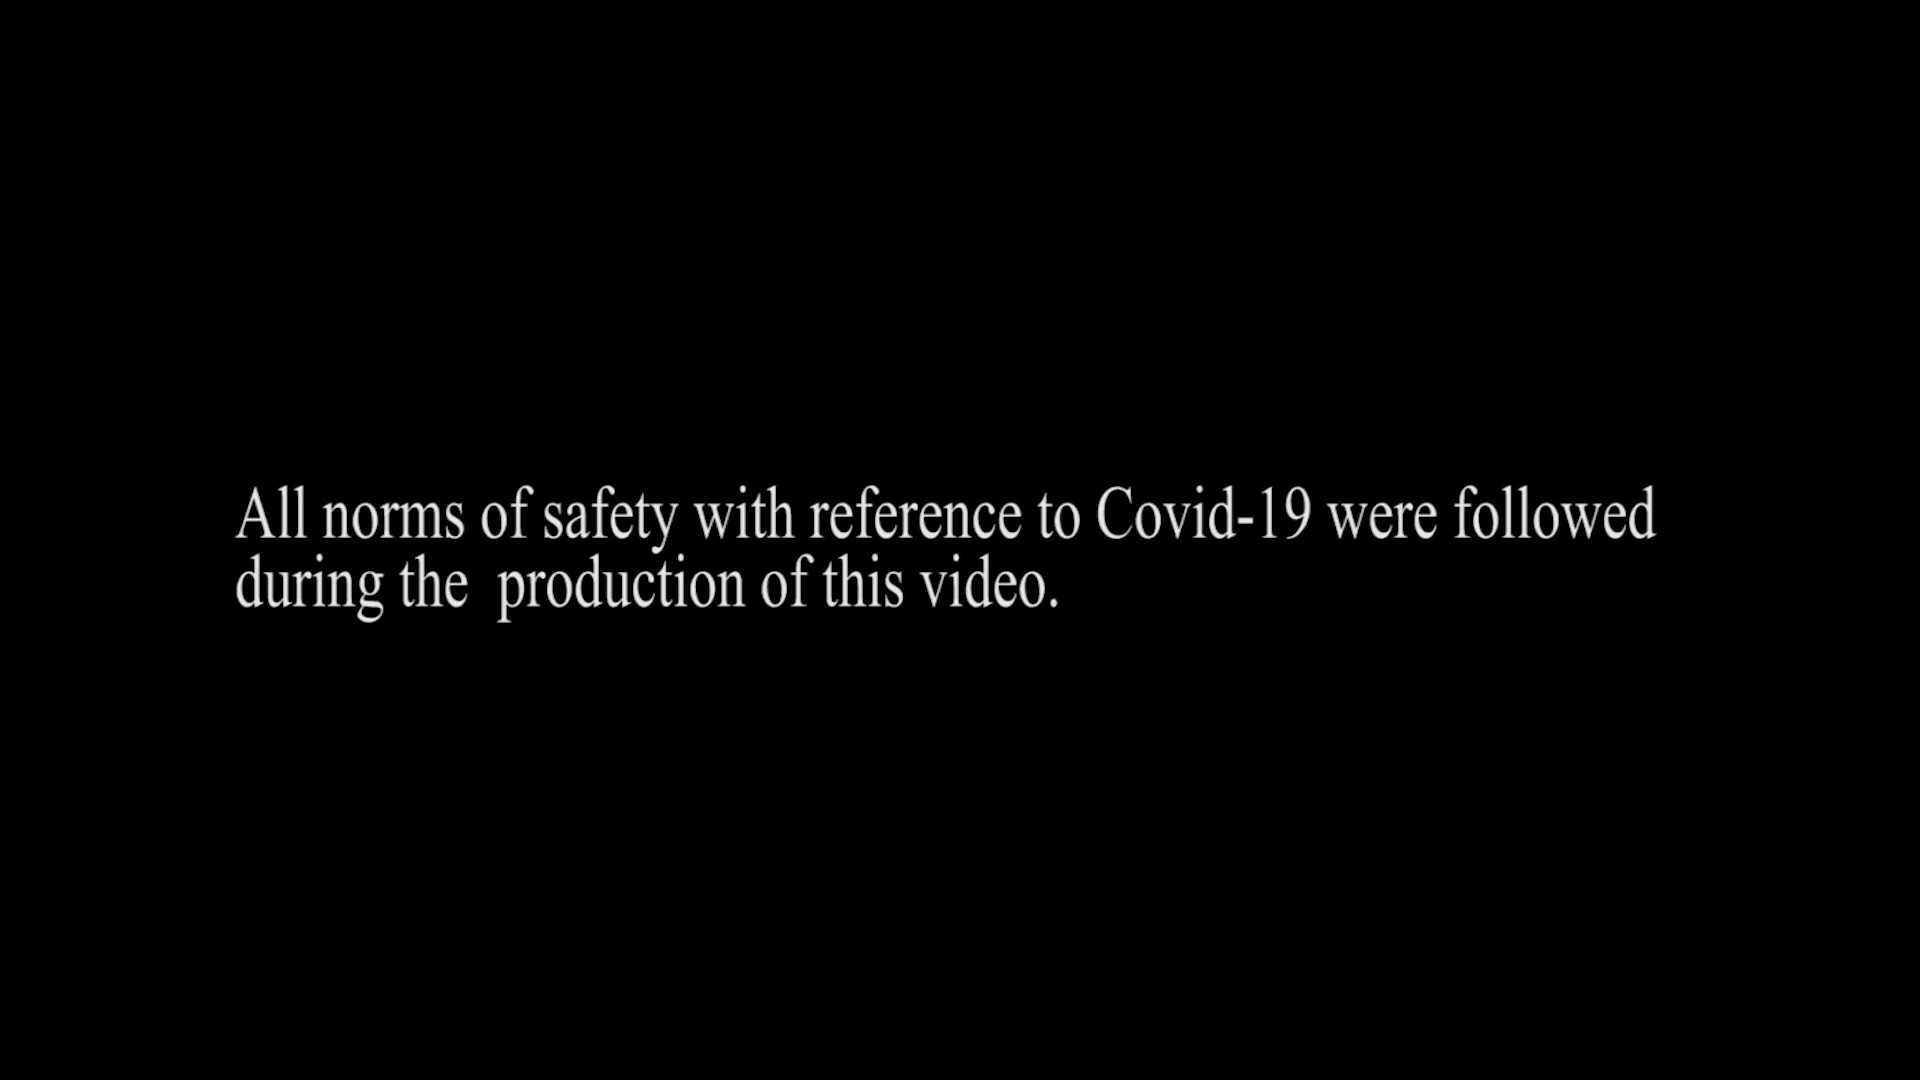 All norms of safety with reference to Covid-19 were followed
during the  production of this video.